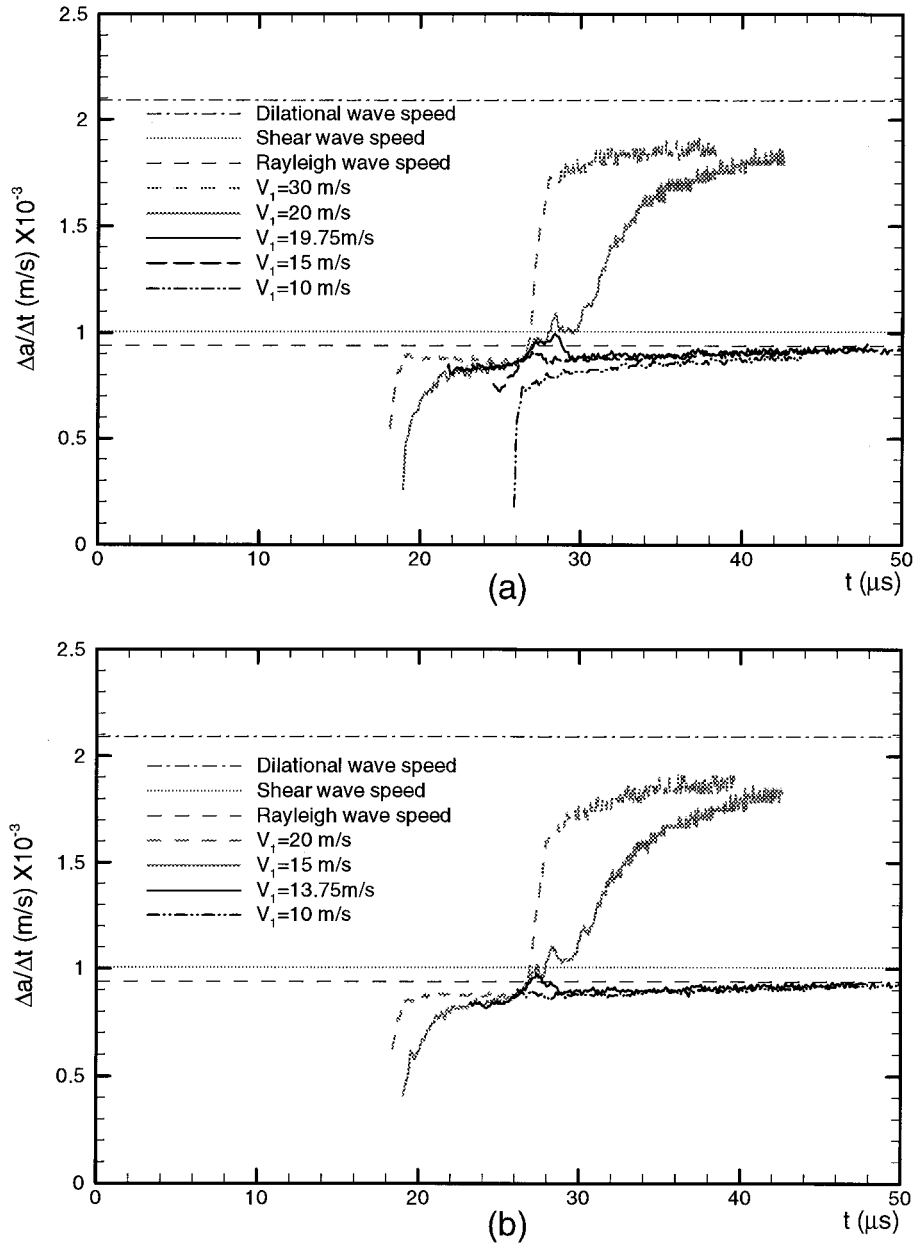 2.5
2
1.5
1
0.5
0
Δa/Δt (m/s) X10⁻³
Dilational wave speed
Shear wave speed
Rayleigh wave speed
V₁=30 m/s
V₁=20 m/s
V₁=19.75m/s
V₁=15 m/s
V₁=10 m/s
0 10 20 30 40 50
(a)
t (μs)
2.5
2
1.5
1
0.5
0
Δa/Δt (m/s) X10⁻³
Dilational wave speed
Shear wave speed
Rayleigh wave speed
V₁=20 m/s
V₁=15 m/s
V₁=13.75m/s
V₁=10 m/s
0 10 20 30 40 50
(b)
t (μs)